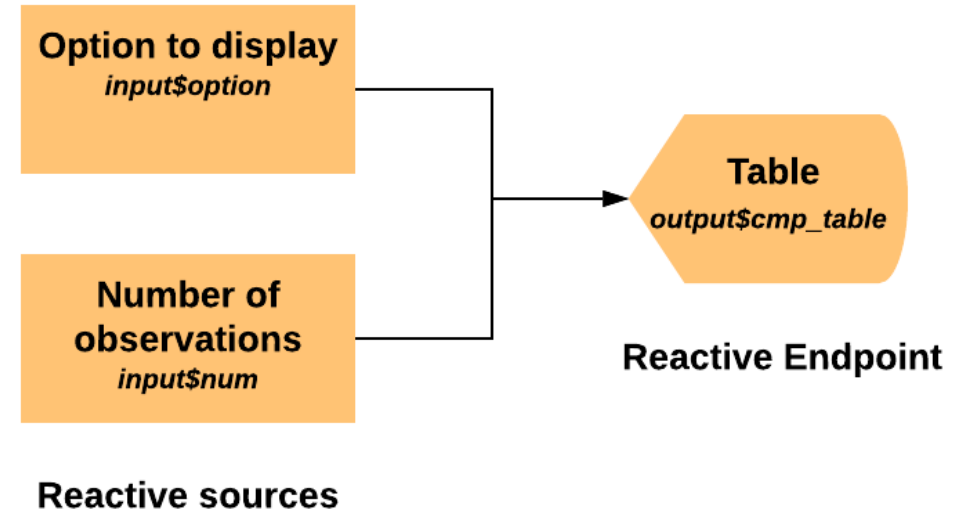 Option to display
input$option
Number of
observations
input$num
Reactive sources
Table
output$cmp_table
Reactive Endpoint